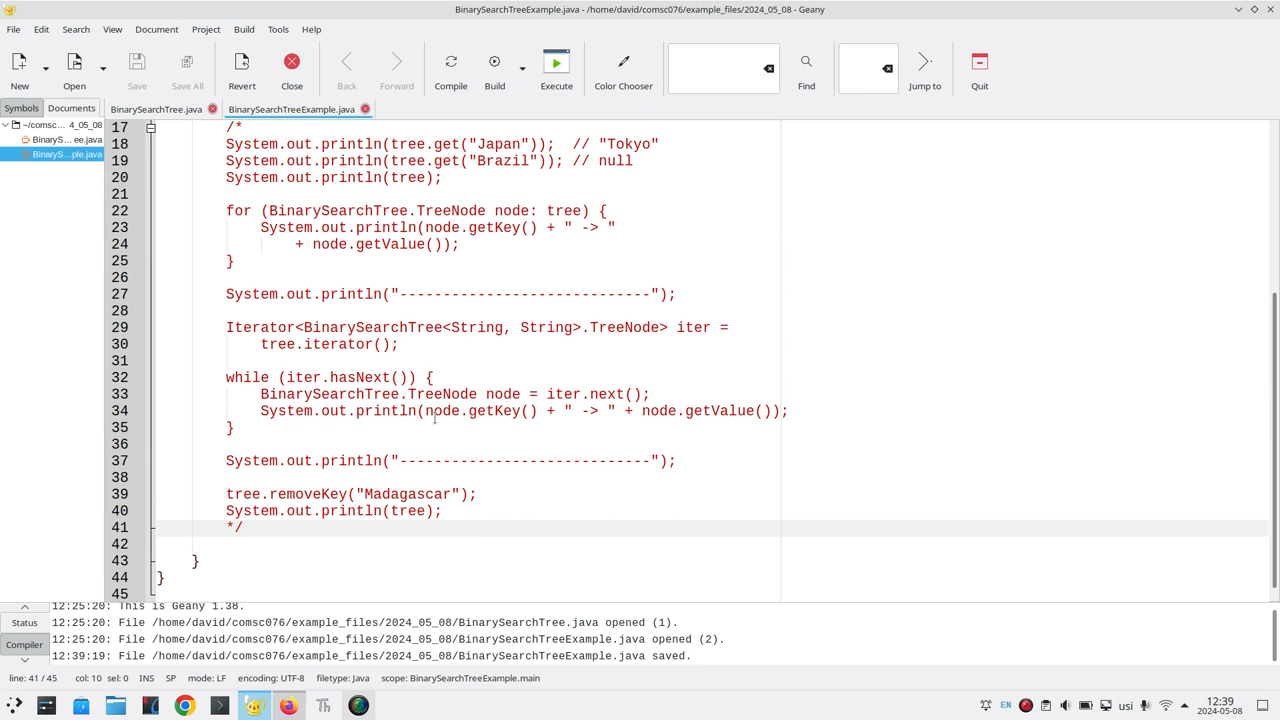 BinarySearchTreeExample.java - /home/david/comsc076/example_files/2024_05_08 - Geany
File Edit Search View Document Project Build Tools Help
New Open Save Save All Revert Close Back Forward Compile Build Execute Color Chooser Find Jump to Quit
Symbols Documents BinarySearchTree.java BinarySearchTreeExample.java
~/comsc... 4_05_08
BinaryS... ee.java
BinaryS...ple.java
17 /*
18 System.out.println(tree.get("Japan"));  // "Tokyo"
19 System.out.println(tree.get("Brazil")); // null
20 System.out.println(tree);
21
22 for (BinarySearchTree.TreeNode node: tree) {
23 System.out.println(node.getKey() + " -> "
24 + node.getValue());
25 }
26
27 System.out.println("-----------------------------");
28
29 Iterator<BinarySearchTree<String, String>.TreeNode> iter =
30 tree.iterator();
31
32 while (iter.hasNext()) {
33 BinarySearchTree.TreeNode node = iter.next();
34 System.out.println(node.getKey() + " -> " + node.getValue());
35 }
36
37 System.out.println("-----------------------------");
38
39 tree.removeKey("Madagascar");
40 System.out.println(tree);
41 */
42
43 }
44 }
45
12:25:20: This is Geany 1.38.
Status 12:25:20: File /home/david/comsc076/example_files/2024_05_08/BinarySearchTree.java opened (1).
Compiler 12:25:20: File /home/david/comsc076/example_files/2024_05_08/BinarySearchTreeExample.java opened (2).
12:39:19: File /home/david/comsc076/example_files/2024_05_08/BinarySearchTreeExample.java saved.
line: 41 / 45 col: 10 sel: 0 INS SP mode: LF encoding: UTF-8 filetype: Java scope: BinarySearchTreeExample.main
Th EN usi 12:39
2024-05-08